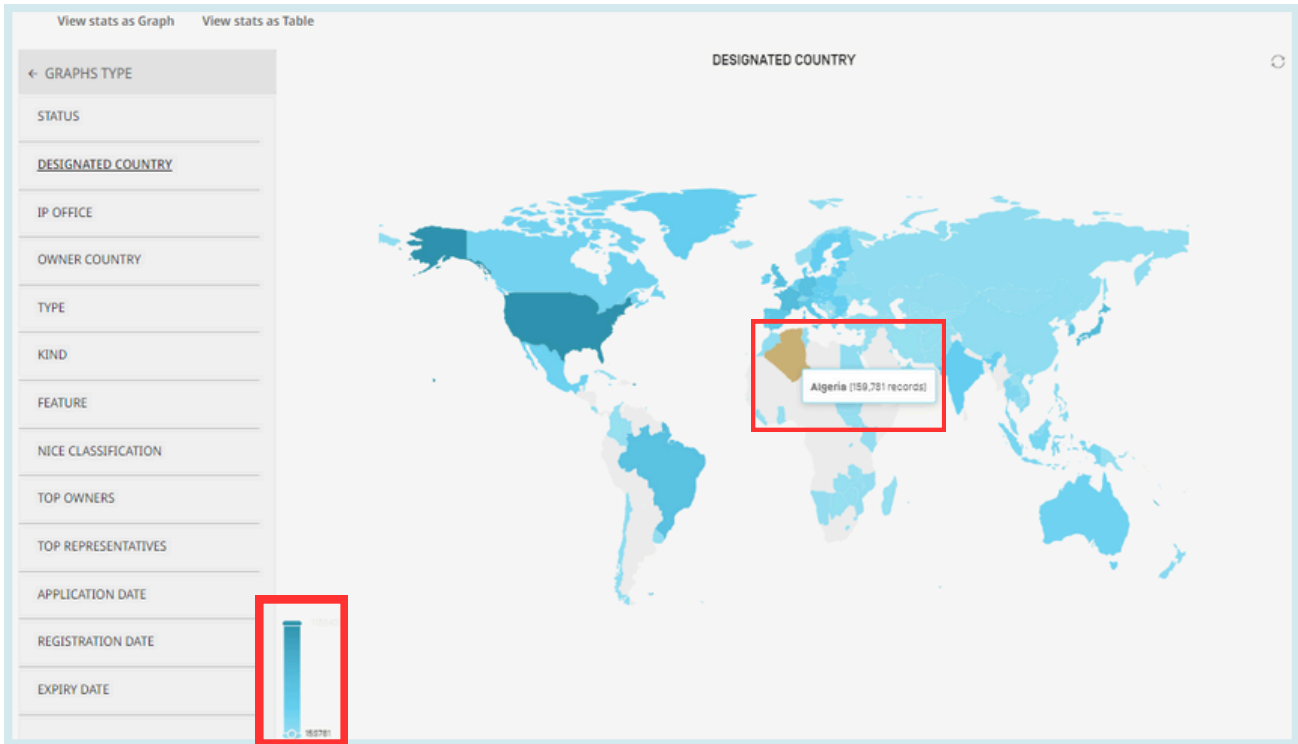 View stats as Graph View stats as Table
DESIGNATED COUNTRY
← GRAPHS TYPE
STATUS
DESIGNATED COUNTRY
IP OFFICE
OWNER COUNTRY
TYPE
KIND
FEATURE
NICE CLASSIFICATION
TOP OWNERS
TOP REPRESENTATIVES
APPLICATION DATE
REGISTRATION DATE
EXPIRY DATE
Algeria (159,781 records)
159781